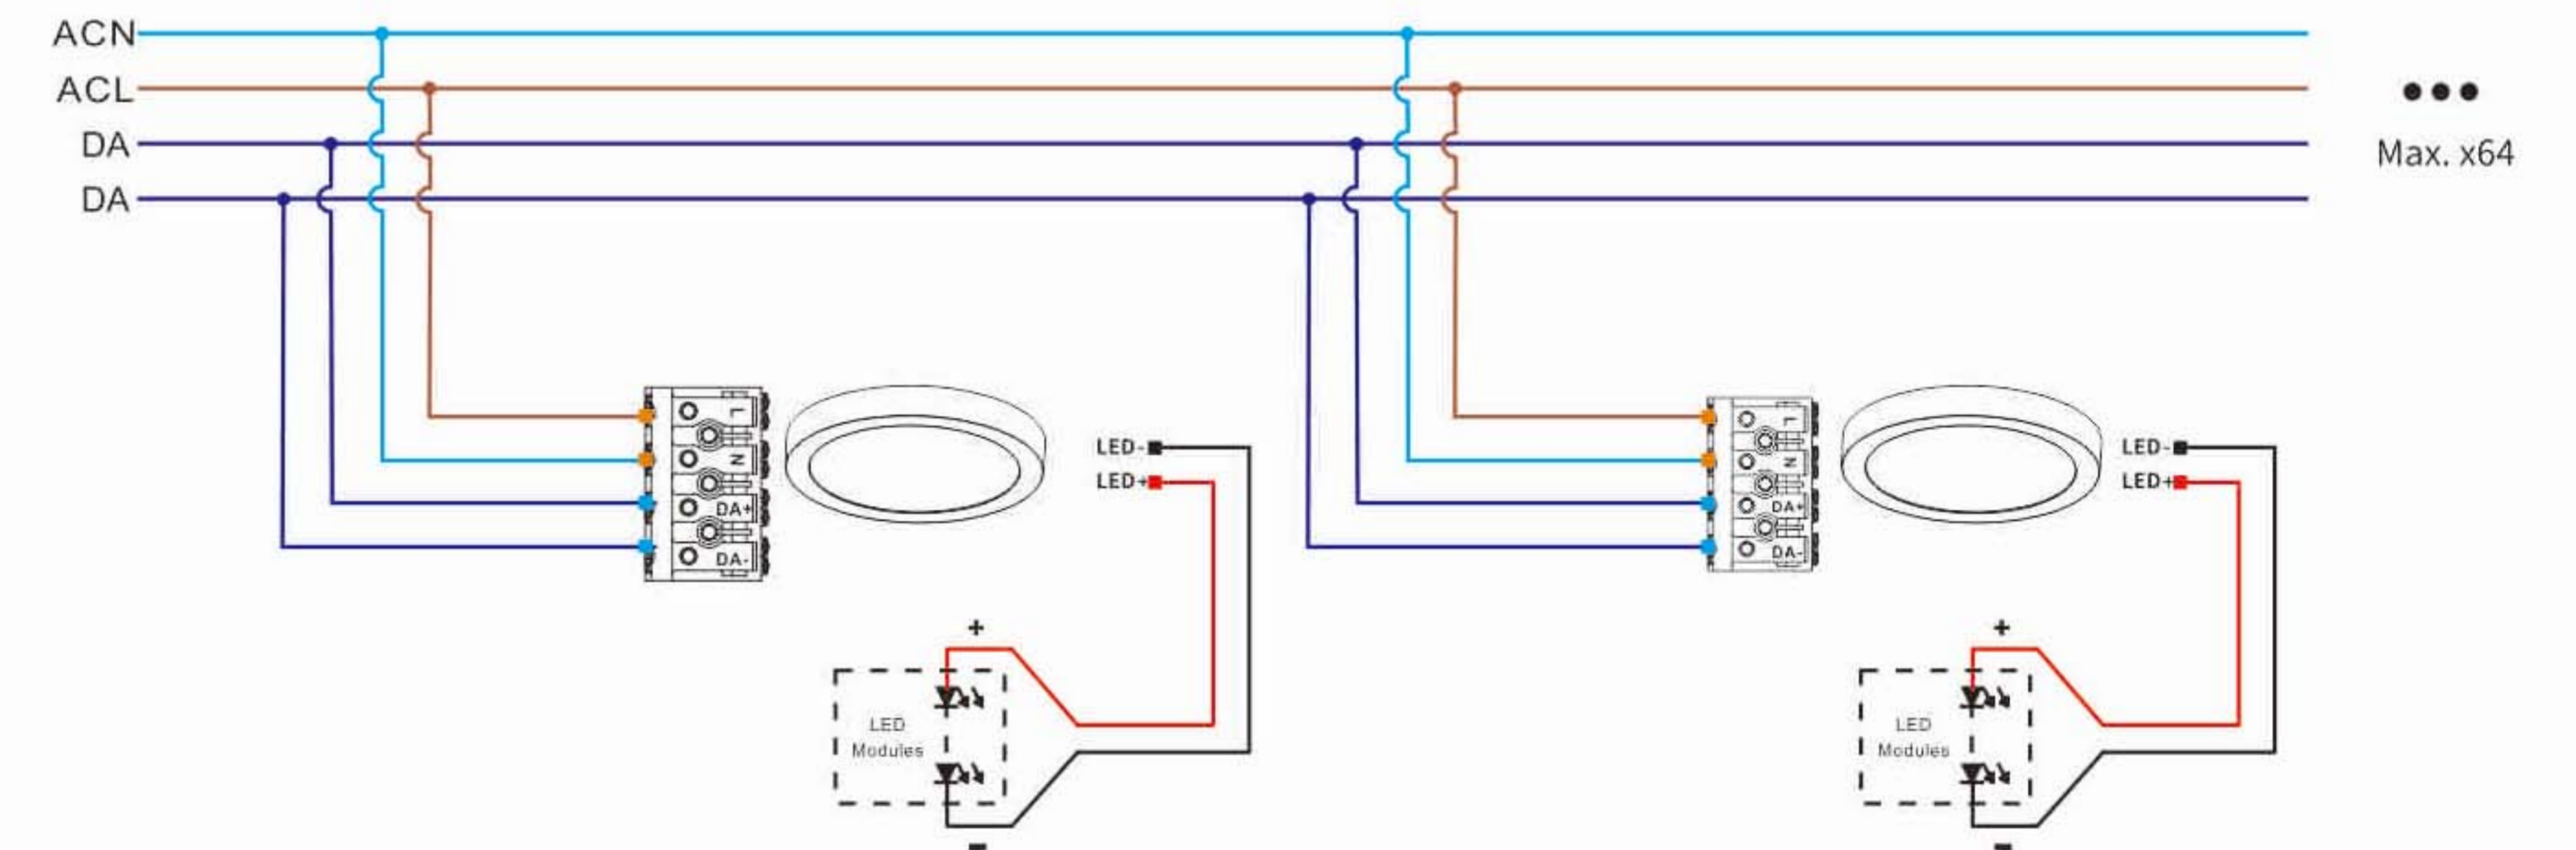 ACN
ACL
DA
DA
•••
Max. x64
L
N
DA+
DA-
LED-
LED+
+
LED
Modules
-
L
N
DA+
DA-
LED-
LED+
+
LED
Modules
-